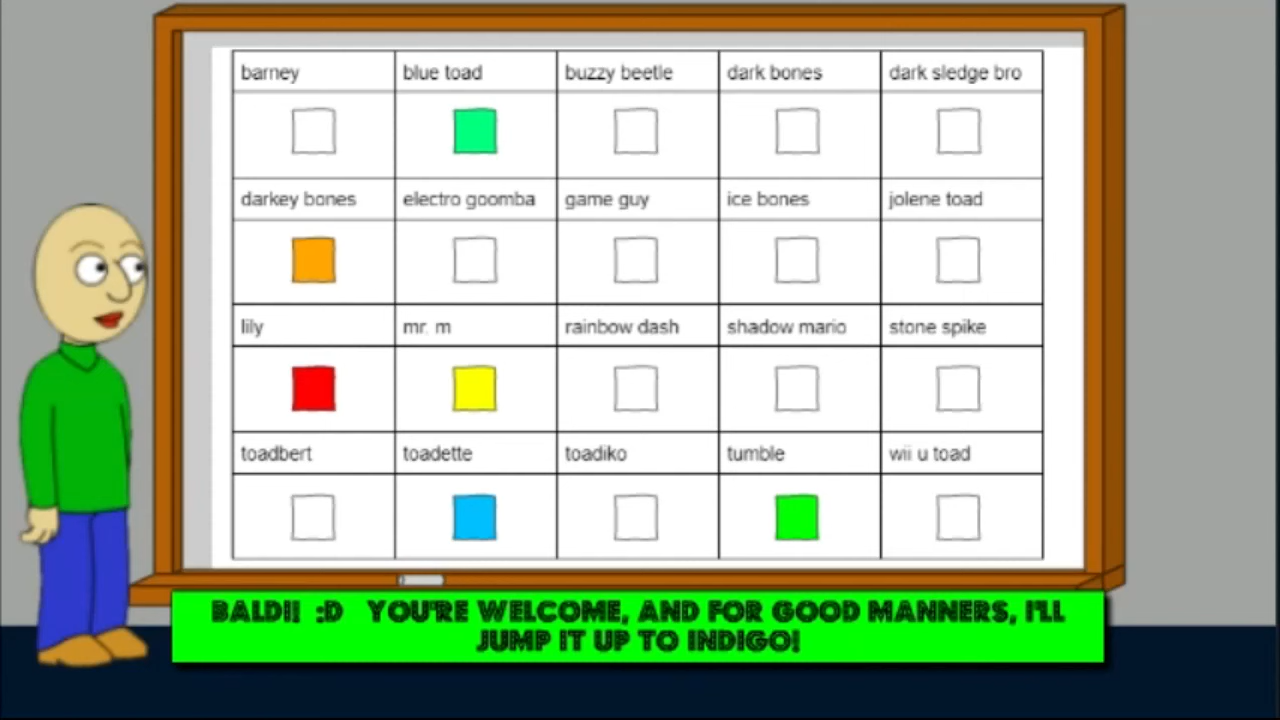 barney blue toad buzzy beetle dark bones dark sledge bro
darkey bones electro goomba game guy ice bones jolene toad
lily mr. m rainbow dash shadow mario stone spike
toadbert toadette toadiko tumble wii u toad
BALDI! :D YOU'RE WELCOME, AND FOR GOOD MANNERS, I'LL
JUMP IT UP TO INDIGO!